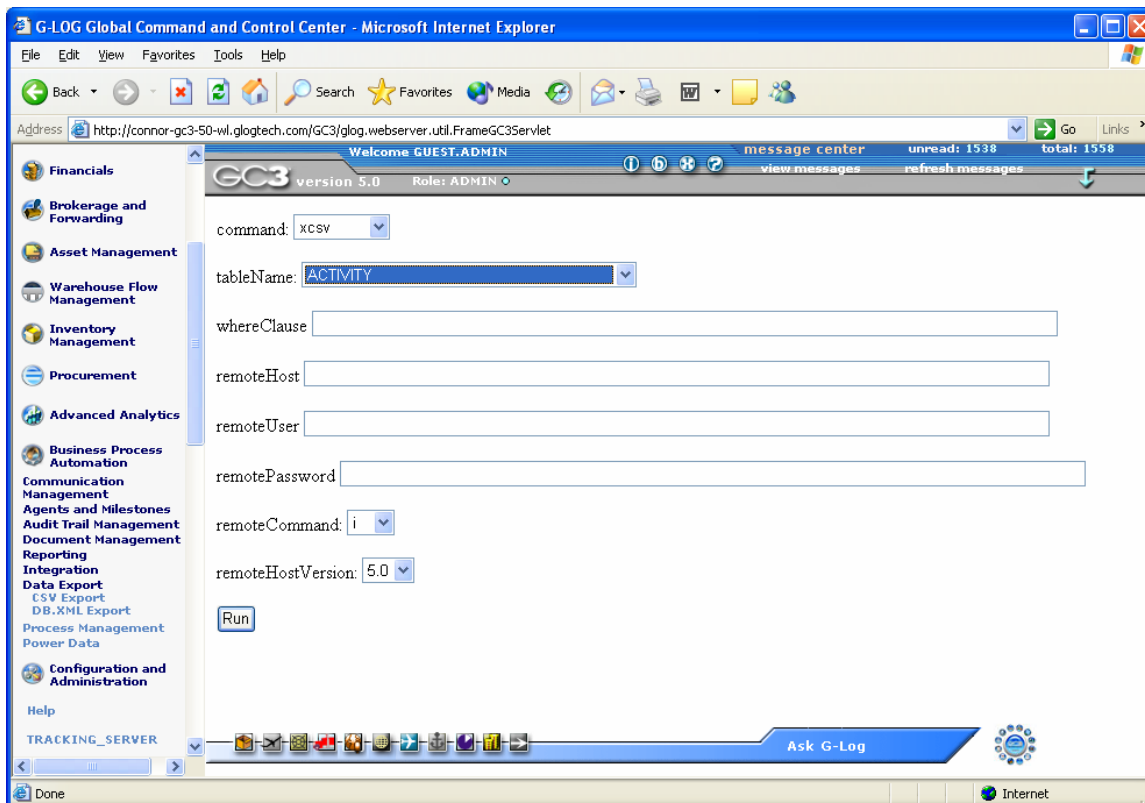 G-LOG Global Command and Control Center - Microsoft Internet Explorer
File Edit View Favorites Tools Help
Back Search Favorites Media
Address http://connor-gc3-50-wl.glogtech.com/GC3/glog.webserver.util.FrameGC3Servlet Go Links »
Welcome GUEST.ADMIN message center unread: 1538 total: 1558
GC3 version 5.0 Role: ADMIN view messages refresh messages
Financials
Brokerage and
Forwarding
Asset Management
Warehouse Flow
Management
Inventory
Management
Procurement
Advanced Analytics
Business Process
Automation
Communication
Management
Agents and Milestones
Audit Trail Management
Document Management
Reporting
Integration
Data Export
CSV Export
DB.XML Export
Process Management
Power Data
Configuration and
Administration
Help
TRACKING_SERVER
command: xcsv
tableName: ACTIVITY
whereClause
remoteHost
remoteUser
remotePassword
remoteCommand: i
remoteHostVersion: 5.0
Run
Ask G-Log
Done Internet